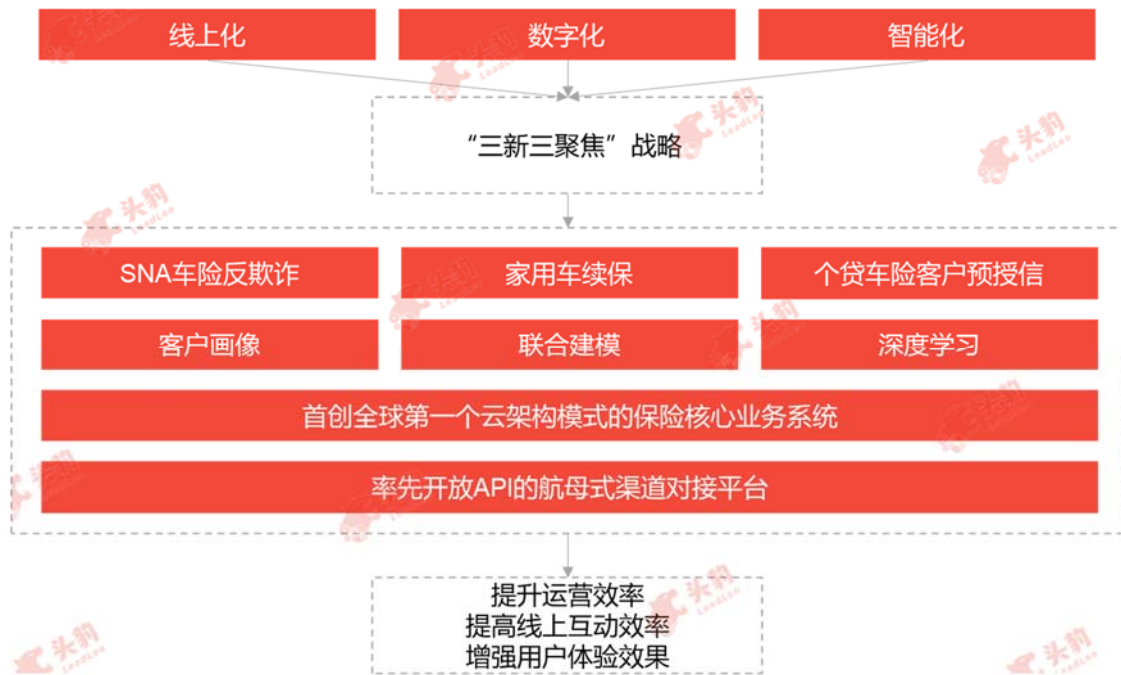 线上化
数字化
智能化
“三新三聚焦”战略
SNA车险反欺诈
家用车续保
个贷车险客户预授信
客户画像
联合建模
深度学习
首创全球第一个云架构模式的保险核心业务系统
率先开放API的航母式渠道对接平台
提升运营效率
提高线上互动效率
增强用户体验效果
头豹
LeadLeo